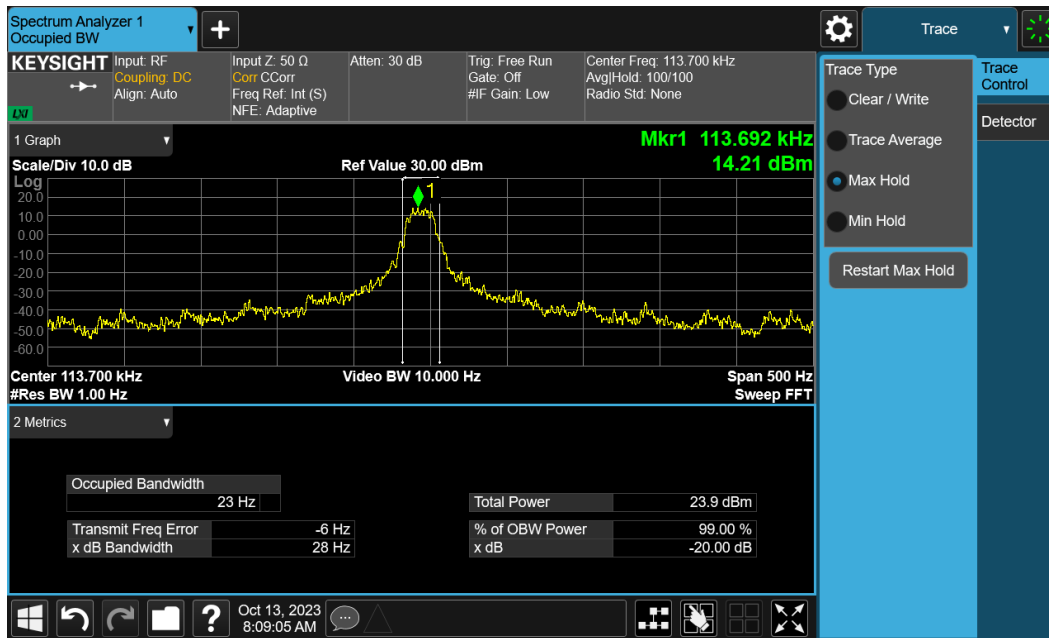 Spectrum Analyzer 1
Occupied BW
Trace
KEYSIGHT
LXI
Input: RF
Coupling: DC
Align: Auto
Input Z: 50 Ω
Corr CCorr
Freq Ref: Int (S)
NFE: Adaptive
Atten: 30 dB
Trig: Free Run
Gate: Off
#IF Gain: Low
Center Freq: 113.700 kHz
Avg|Hold: 100/100
Radio Std: None
1 Graph
Mkr1 113.692 kHz
14.21 dBm
Scale/Div 10.0 dB
Ref Value 30.00 dBm
Log
20.0
10.0
0.00
-10.0
-20.0
-30.0
-40.0
-50.0
-60.0
1
Center 113.700 kHz
#Res BW 1.00 Hz
Video BW 10.000 Hz
Span 500 Hz
Sweep FFT
2 Metrics
Occupied Bandwidth
23 Hz
Transmit Freq Error -6 Hz
x dB Bandwidth 28 Hz
Total Power 23.9 dBm
% of OBW Power 99.00 %
x dB -20.00 dB
Trace Type
Clear / Write
Trace Average
Max Hold
Min Hold
Restart Max Hold
Trace
Control
Detector
?
Oct 13, 2023
8:09:05 AM